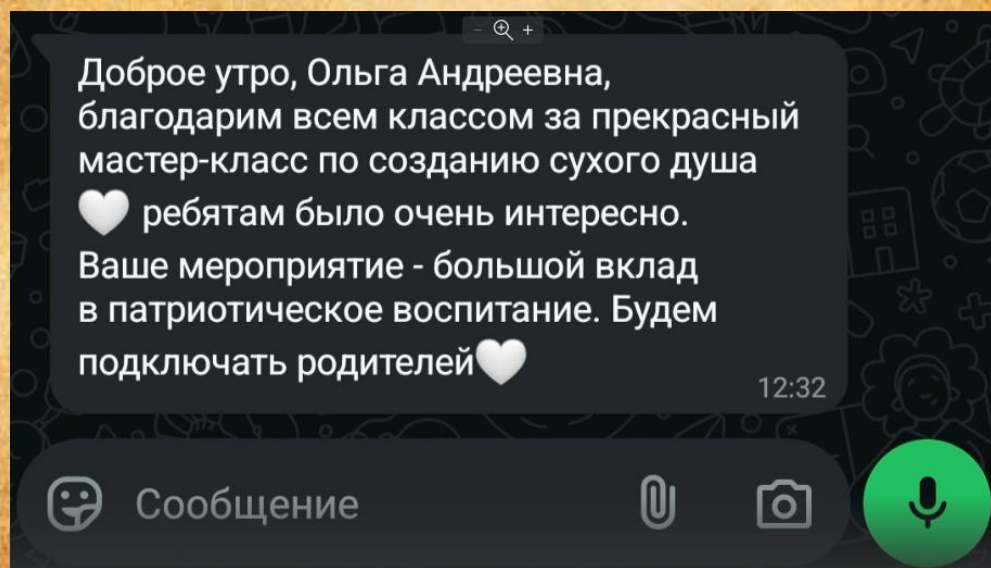 Доброе утро, Ольга Андреевна,
благодарим всем классом за прекрасный
мастер-класс по созданию сухого душа
🤍 ребятам было очень интересно.
Ваше мероприятие - большой вклад
в патриотическое воспитание. Будем
подключать родителей🤍
12:32
Сообщение